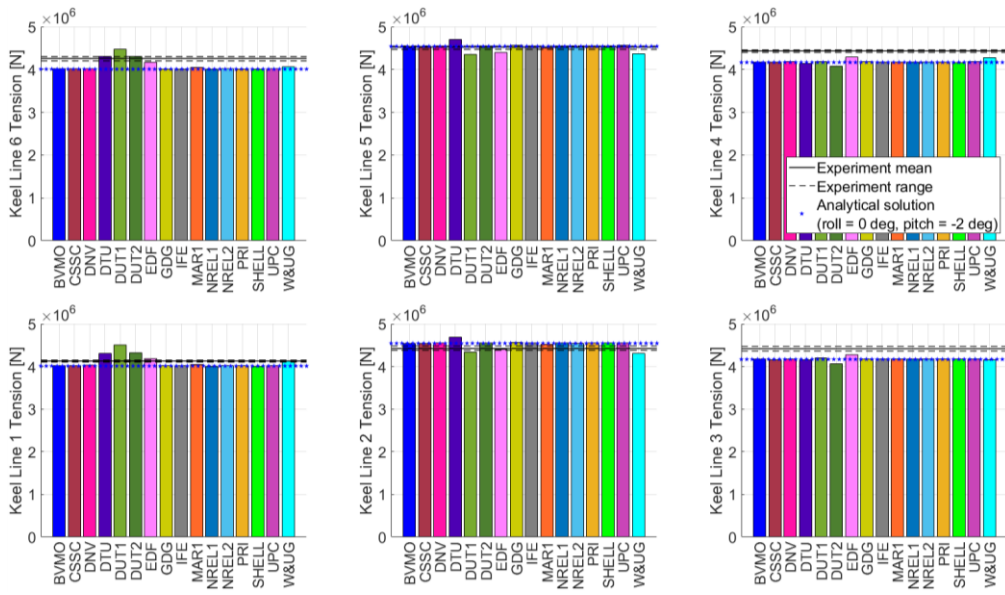 ×10⁶ ×10⁶ ×10⁶
5 5 5
4 4 4
3 3 3
2 2 2
1 1 1
0 0 0
Keel Line 6 Tension [N]
Keel Line 5 Tension [N]
Keel Line 4 Tension [N]
Experiment mean
Experiment range
Analytical solution
(roll = 0 deg, pitch = -2 deg)
BVMO CSSC DNV DTU DUT1 DUT2 EDF GDG IFE MAR1 NREL1 NREL2 PRI SHELL UPC W&UG
BVMO CSSC DNV DTU DUT1 DUT2 EDF GDG IFE MAR1 NREL1 NREL2 PRI SHELL UPC W&UG
BVMO CSSC DNV DTU DUT1 DUT2 EDF GDG IFE MAR1 NREL1 NREL2 PRI SHELL UPC W&UG
×10⁶ ×10⁶ ×10⁶
5 5 5
4 4 4
3 3 3
2 2 2
1 1 1
0 0 0
Keel Line 1 Tension [N]
Keel Line 2 Tension [N]
Keel Line 3 Tension [N]
BVMO CSSC DNV DTU DUT1 DUT2 EDF GDG IFE MAR1 NREL1 NREL2 PRI SHELL UPC W&UG
BVMO CSSC DNV DTU DUT1 DUT2 EDF GDG IFE MAR1 NREL1 NREL2 PRI SHELL UPC W&UG
BVMO CSSC DNV DTU DUT1 DUT2 EDF GDG IFE MAR1 NREL1 NREL2 PRI SHELL UPC W&UG